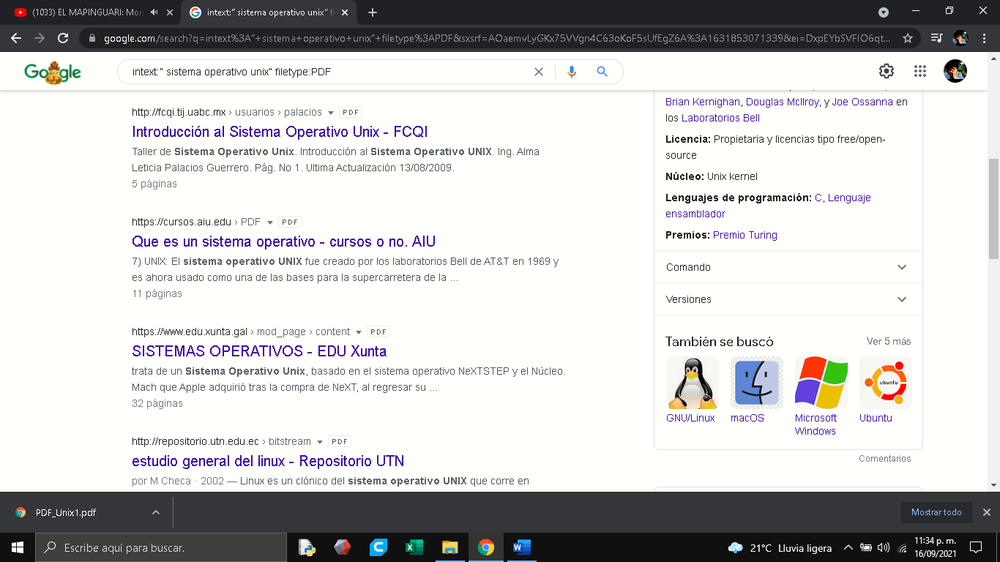 (1033) EL MAPINGUARI: Mon
intext:“ sistema operativo unix” fi
google.com/search?q=intext%3A"+sistema+operativo+unix"+filetype%3APDF&sxsrf=AOaemvLyGKx75VVgn4C63oKoF5sUfEgZ6A%3A1631853071339&ei=DxpEYbSVFIO6qt...
Google
intext:" sistema operativo unix" filetype:PDF
http://fcqi.tij.uabc.mx › usuarios › palacios PDF
Introducción al Sistema Operativo Unix - FCQI
Taller de Sistema Operativo Unix. Introducción al Sistema Operativo UNIX. Ing. Alma
Leticia Palacios Guerrero. Pág. No 1. Ultima Actualización 13/08/2009.
5 páginas
https://cursos.aiu.edu › PDF PDF
Que es un sistema operativo - cursos o no. AIU
7) UNIX: El sistema operativo UNIX fue creado por los laboratorios Bell de AT&T en 1969 y
es ahora usado como una de las bases para la supercarretera de la ...
11 páginas
https://www.edu.xunta.gal › mod_page › content PDF
SISTEMAS OPERATIVOS - EDU Xunta
trata de un Sistema Operativo Unix, basado en el sistema operativo NeXTSTEP y el Núcleo.
Mach que Apple adquirió tras la compra de NeXT, al regresar su ...
32 páginas
http://repositorio.utn.edu.ec › bitstream PDF
estudio general del linux - Repositorio UTN
por M Checa · 2002 — Linux es un clónico del sistema operativo UNIX que corre en
Brian Kernighan, Douglas McIlroy, y Joe Ossanna en
los Laboratorios Bell
Licencia: Propietaria y licencias tipo free/open-
source
Núcleo: Unix kernel
Lenguajes de programación: C, Lenguaje
ensamblador
Premios: Premio Turing
Comando
Versiones
También se buscó
Ver 5 más
ubuntu
GNU/Linux
macOS
Microsoft
Windows
Ubuntu
Comentarios
PDF_Unix1.pdf
Mostrar todo
Escribe aquí para buscar.
21°C Lluvia ligera
11:34 p. m.
16/09/2021